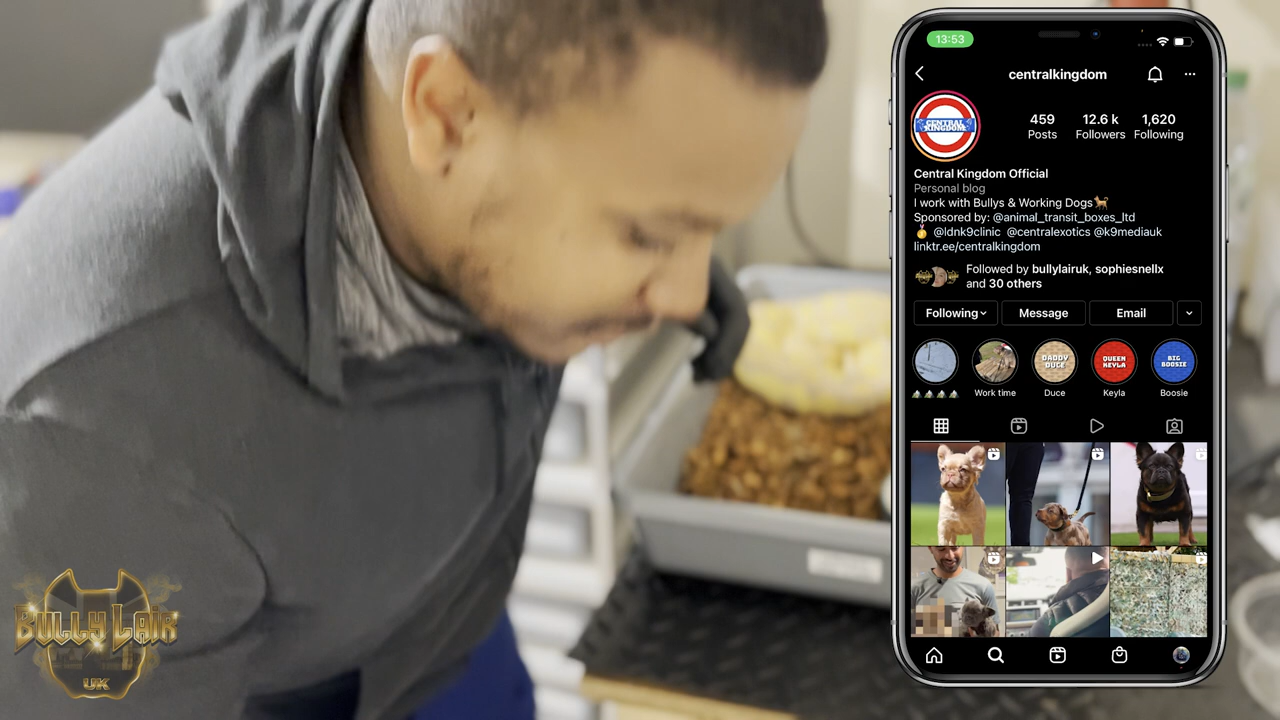 13:53
centralkingdom
CENTRAL
KINGDOM
459 12.6 k 1,620
Posts Followers Following
Central Kingdom Official
Personal blog
I work with Bullys & Working Dogs🐕
Sponsored by: @animal_transit_boxes_ltd
🏅 @ldnk9clinic @centralexotics @k9mediauk
linktr.ee/centralkingdom
Followed by bullylairuk, sophiesnellx
and 30 others
Following Message Email
DADDY
DUCE
QUEEN
KEYLA
BIG
BOOSIE
Work time Duce Keyla Boosie
BULLY LAIR
UK